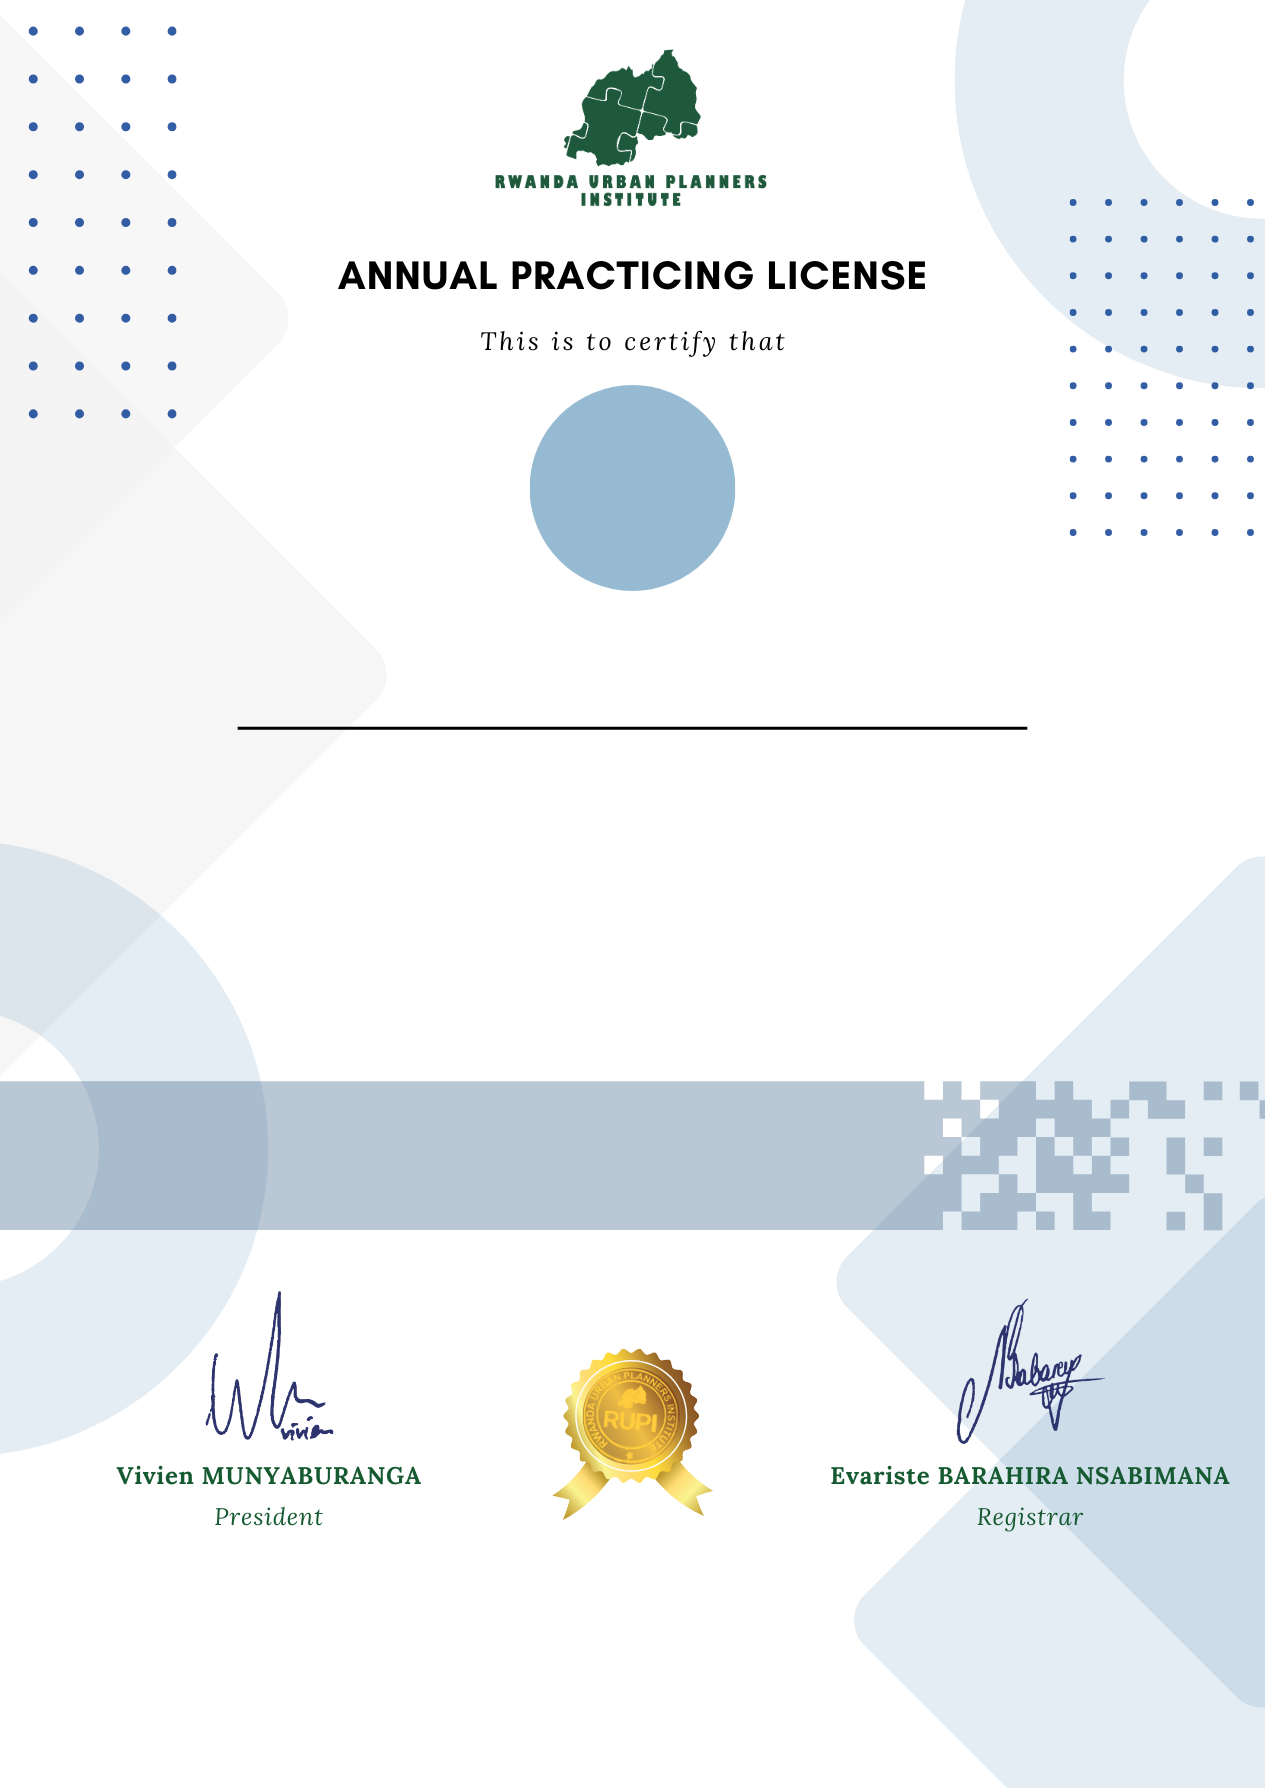 RWANDA URBAN PLANNERS
INSTITUTE
ANNUAL PRACTICING LICENSE
This is to certify that
vivien
RWANDA URBAN PLANNERS INSTITUTE
RUPI
Vivien MUNYABURANGA
President
Evariste BARAHIRA NSABIMANA
Registrar